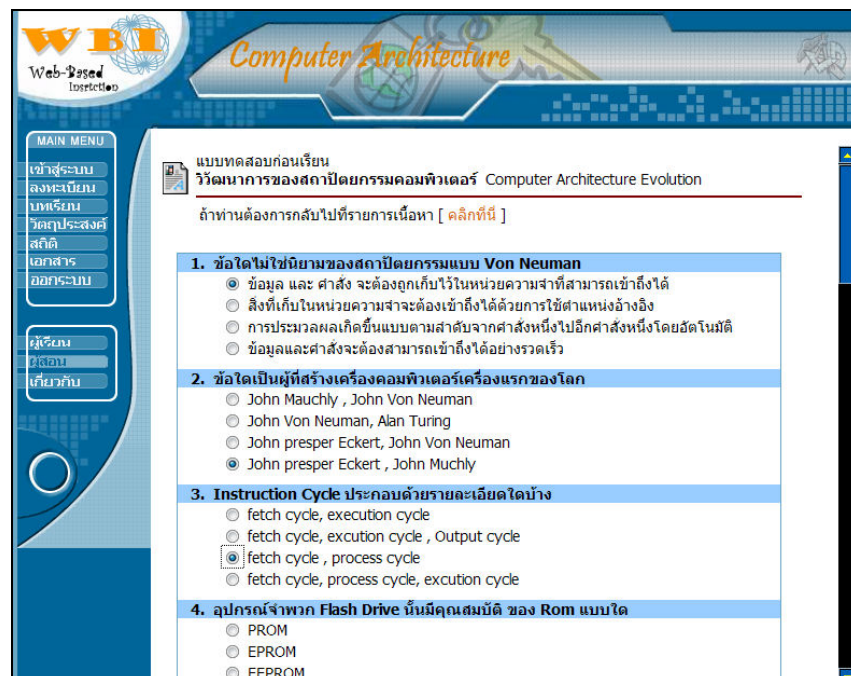 WBI
Web-Based
Insrtction
Computer Architecture
MAIN MENU
เข้าสู่ระบบ
ลงทะเบียน
บทเรียน
วัตถุประสงค์
สถิติ
เอกสาร
ออกระบบ
ผู้เรียน
ผู้สอน
เกี่ยวกับ
แบบทดสอบก่อนเรียน
วิวัฒนาการของสถาปัตยกรรมคอมพิวเตอร์ Computer Architecture Evolution
ถ้าท่านต้องการกลับไปที่รายการเนื้อหา [ คลิกที่นี่ ]
1. ข้อใดไม่ใช่นิยามของสถาปัตยกรรมแบบ Von Neuman
ข้อมูล และ คำสั่ง จะต้องถูกเก็บไว้ในหน่วยความจำที่สามารถเข้าถึงได้
สิ่งที่เก็บในหน่วยความจำจะต้องเข้าถึงได้ด้วยการใช้ตำแหน่งอ้างอิง
การประมวลผลเกิดขึ้นแบบตามลำดับจากคำสั่งหนึ่งไปอีกคำสั่งหนึ่งโดยอัตโนมัติ
ข้อมูลและคำสั่งจะต้องสามารถเข้าถึงได้อย่างรวดเร็ว
2. ข้อใดเป็นผู้ที่สร้างเครื่องคอมพิวเตอร์เครื่องแรกของโลก
John Mauchly , John Von Neuman
John Von Neuman, Alan Turing
John presper Eckert, John Von Neuman
John presper Eckert , John Muchly
3. Instruction Cycle ประกอบด้วยรายละเอียดใดบ้าง
fetch cycle, execution cycle
fetch cycle, excution cycle , Output cycle
fetch cycle , process cycle
fetch cycle, process cycle, excution cycle
4. อุปกรณ์จำพวก Flash Drive นั้นมีคุณสมบัติ ของ Rom แบบใด
PROM
EPROM
EEPROM